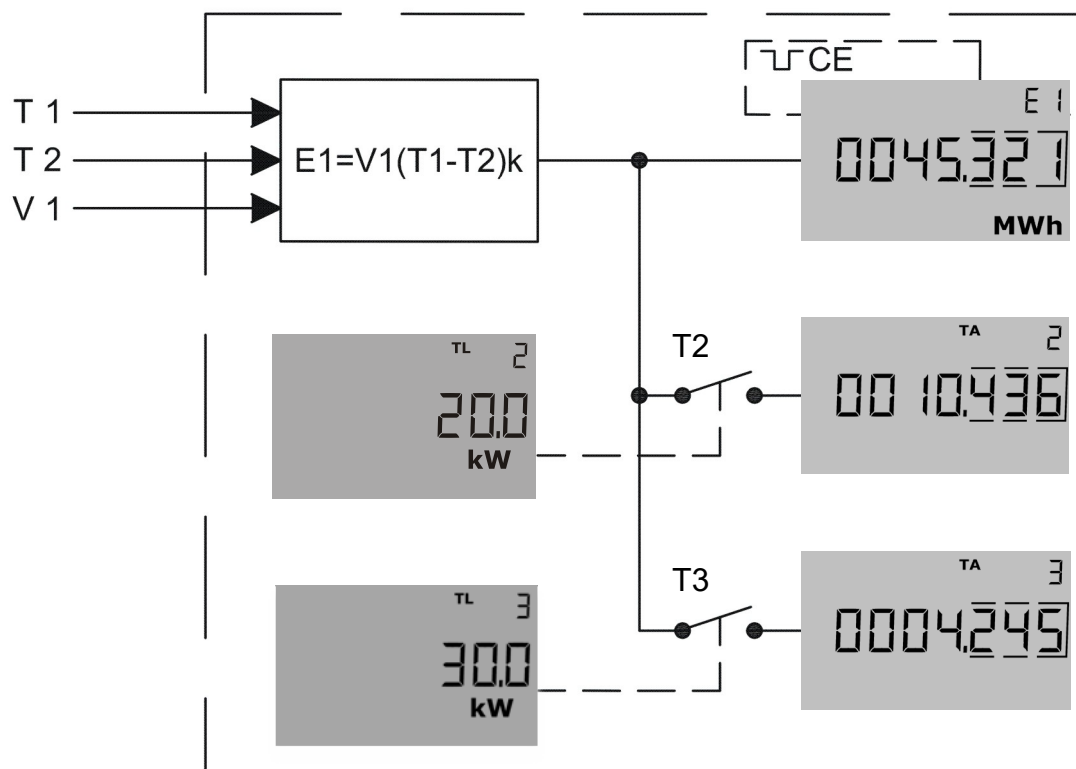 CE
T 1
T 2
V 1
E1=V1(T1-T2)k
E 1
0045.321
MWh
TL 2
20.0
kW
T2
TA 2
0010.436
TL 3
30.0
kW
T3
TA 3
0004.245